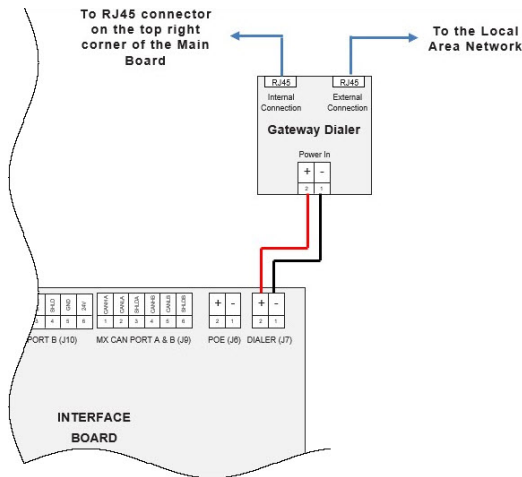 To RJ45 connector
on the top right
corner of the Main
Board
To the Local
Area Network
RJ45 RJ45
Internal
Connection
External
Connection
Gateway Dialer
Power In
+ -
2 1
SHLD GND 24V
4 5 6
CANHA CANLA SHLDA CANHB CANLB SHLDB
1 2 3 4 5 6
+ -
2 1
+ -
2 1
PORT B (J10) MX CAN PORT A & B (J9) POE (J6) DIALER (J7)
INTERFACE
BOARD